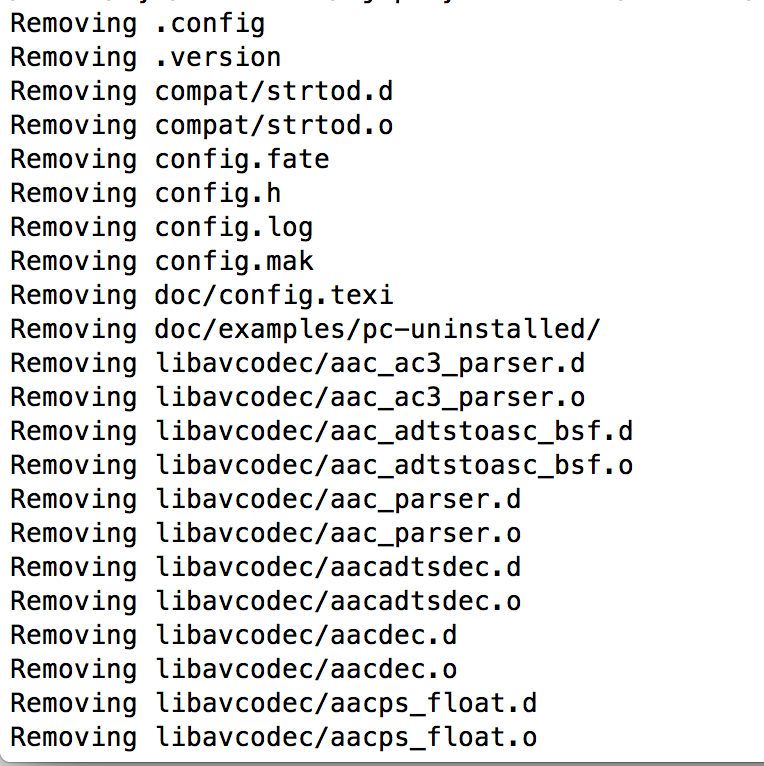 Removing .config
Removing .version
Removing compat/strtod.d
Removing compat/strtod.o
Removing config.fate
Removing config.h
Removing config.log
Removing config.mak
Removing doc/config.texi
Removing doc/examples/pc-uninstalled/
Removing libavcodec/aac_ac3_parser.d
Removing libavcodec/aac_ac3_parser.o
Removing libavcodec/aac_adtstoasc_bsf.d
Removing libavcodec/aac_adtstoasc_bsf.o
Removing libavcodec/aac_parser.d
Removing libavcodec/aac_parser.o
Removing libavcodec/aacadtsdec.d
Removing libavcodec/aacadtsdec.o
Removing libavcodec/aacdec.d
Removing libavcodec/aacdec.o
Removing libavcodec/aacps_float.d
Removing libavcodec/aacps_float.o